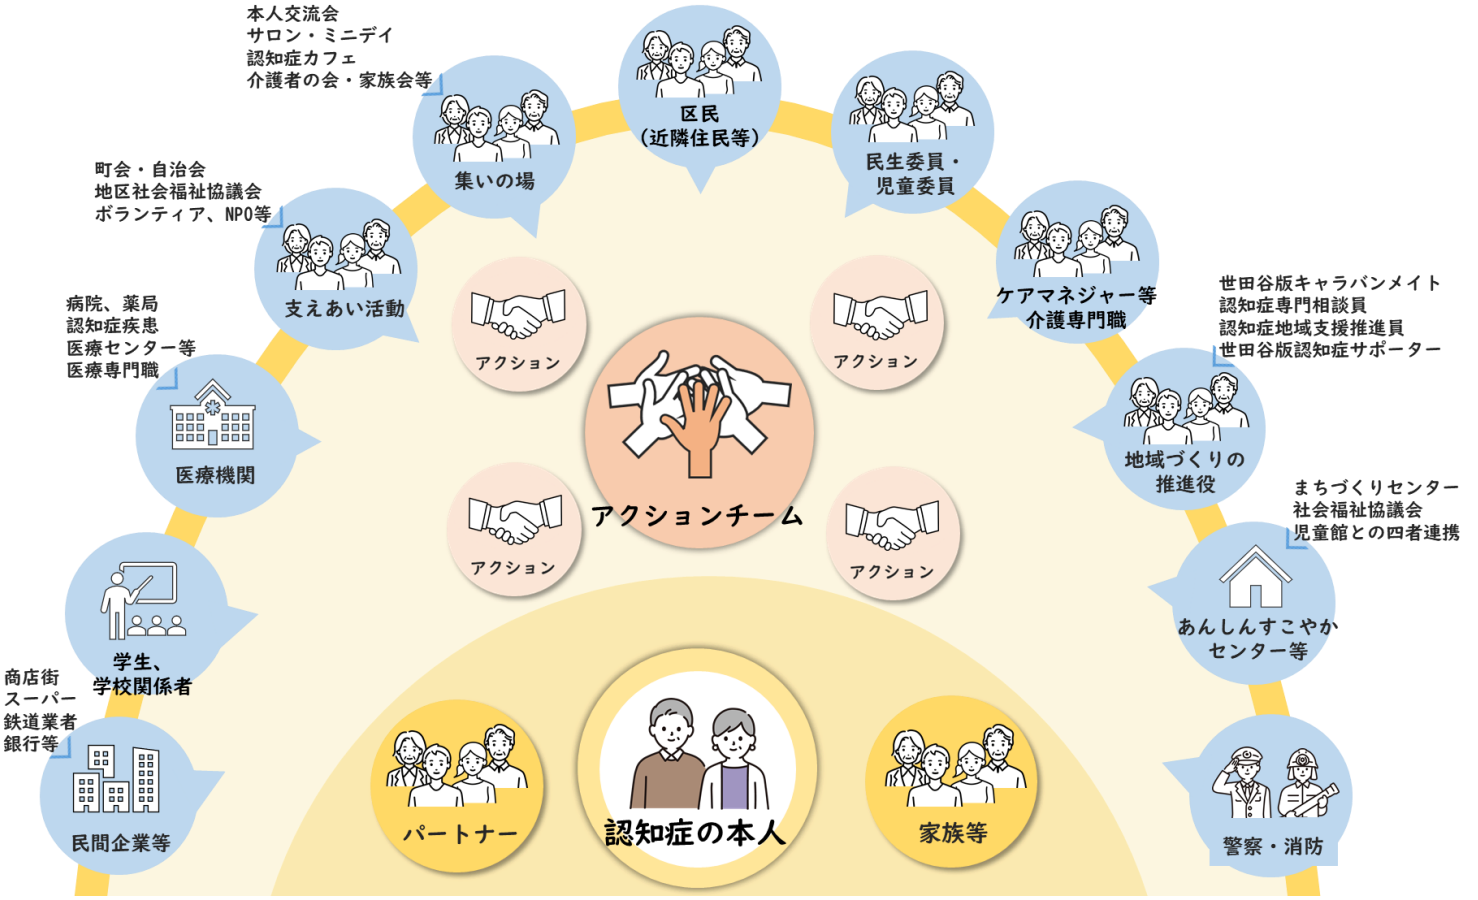 本人交流会
サロン・ミニデイ
認知症カフェ
介護者の会・家族会等
集いの場
区民
(近隣住民等)
民生委員・
児童委員
町会・自治会
地区社会福祉協議会
ボランティア、NPO等
支えあい活動
ケアマネジャー等
介護専門職
病院、薬局
認知症疾患
医療センター等
医療専門職
医療機関
世田谷版キャラバンメイト
認知症専門相談員
認知症地域支援推進員
世田谷版認知症サポーター
地域づくりの
推進役
アクション
アクション
アクションチーム
アクション
アクション
まちづくりセンター
社会福祉協議会
児童館との四者連携
あんしんすこやか
センター等
学生、
学校関係者
商店街
スーパー
鉄道業者
銀行等
民間企業等
パートナー
認知症の本人
家族等
警察・消防